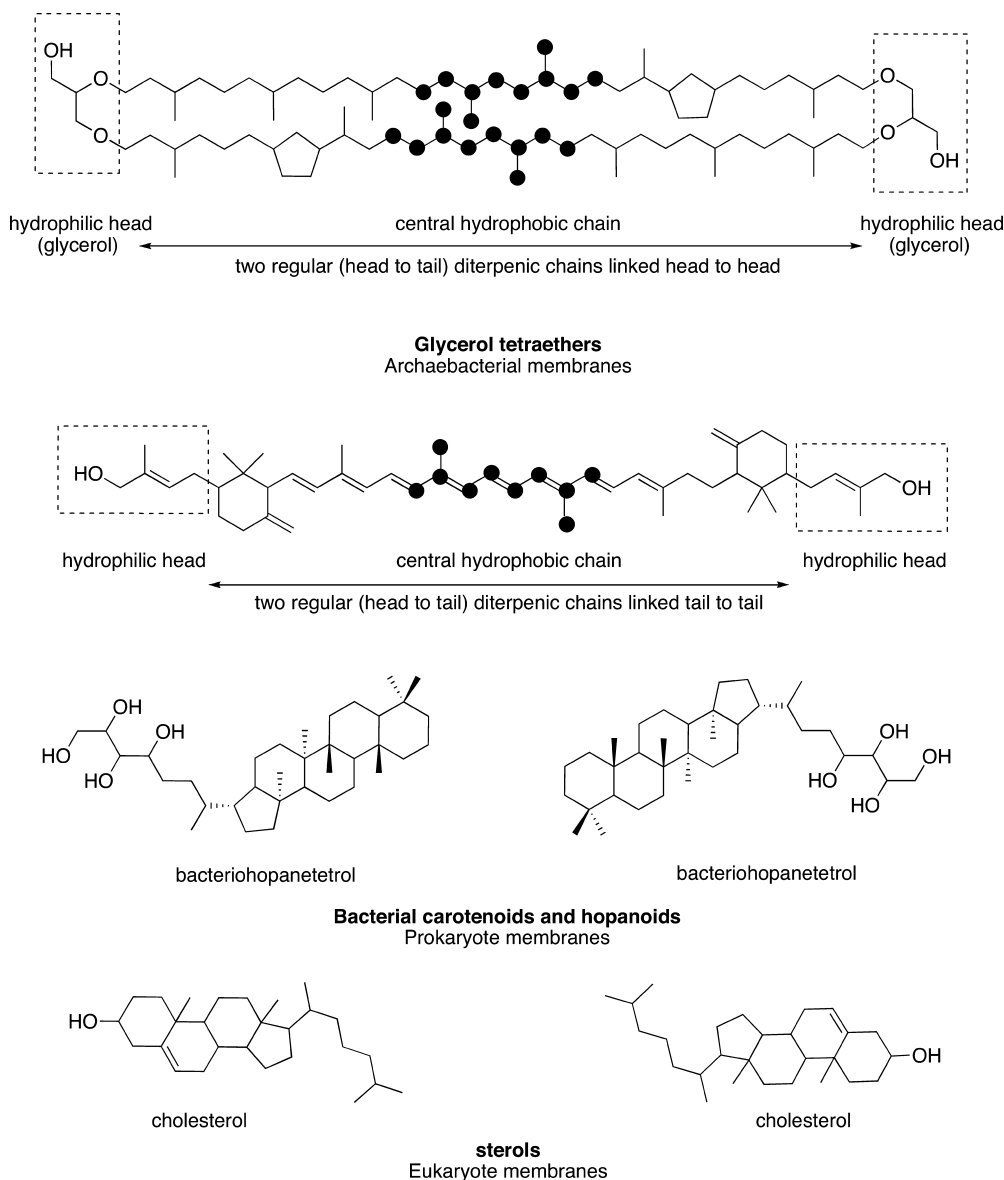 OH
O
O
O
O
OH
hydrophilic head
(glycerol)
central hydrophobic chain
hydrophilic head
(glycerol)
two regular (head to tail) diterpenic chains linked head to head
Glycerol tetraethers
Archaebacterial membranes
HO
OH
hydrophilic head
central hydrophobic chain
hydrophilic head
two regular (head to tail) diterpenic chains linked tail to tail
OH
OH
HO
OH
OH
OH
HO
HO
bacteriohopanetetrol
bacteriohopanetetrol
Bacterial carotenoids and hopanoids
Prokaryote membranes
HO
OH
cholesterol
cholesterol
sterols
Eukaryote membranes